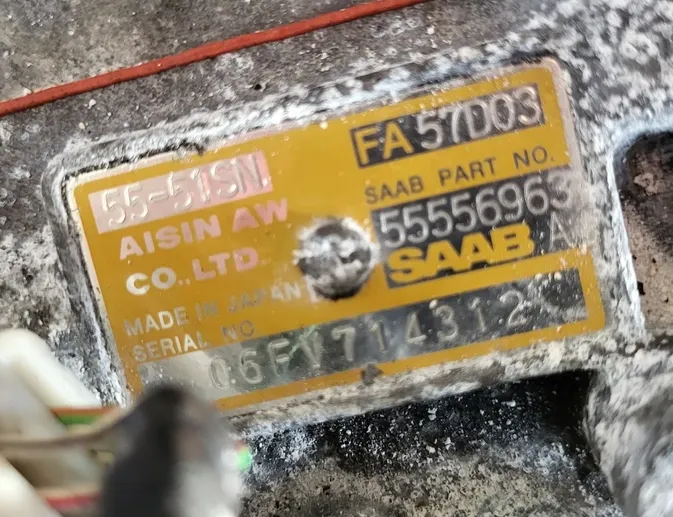 FA 57D03
55-51SN
SAAB PART NO.
AISIN AW
55556963
CO.,LTD.
SAAB A
MADE IN JAPAN
SERIAL NO
06FV714312